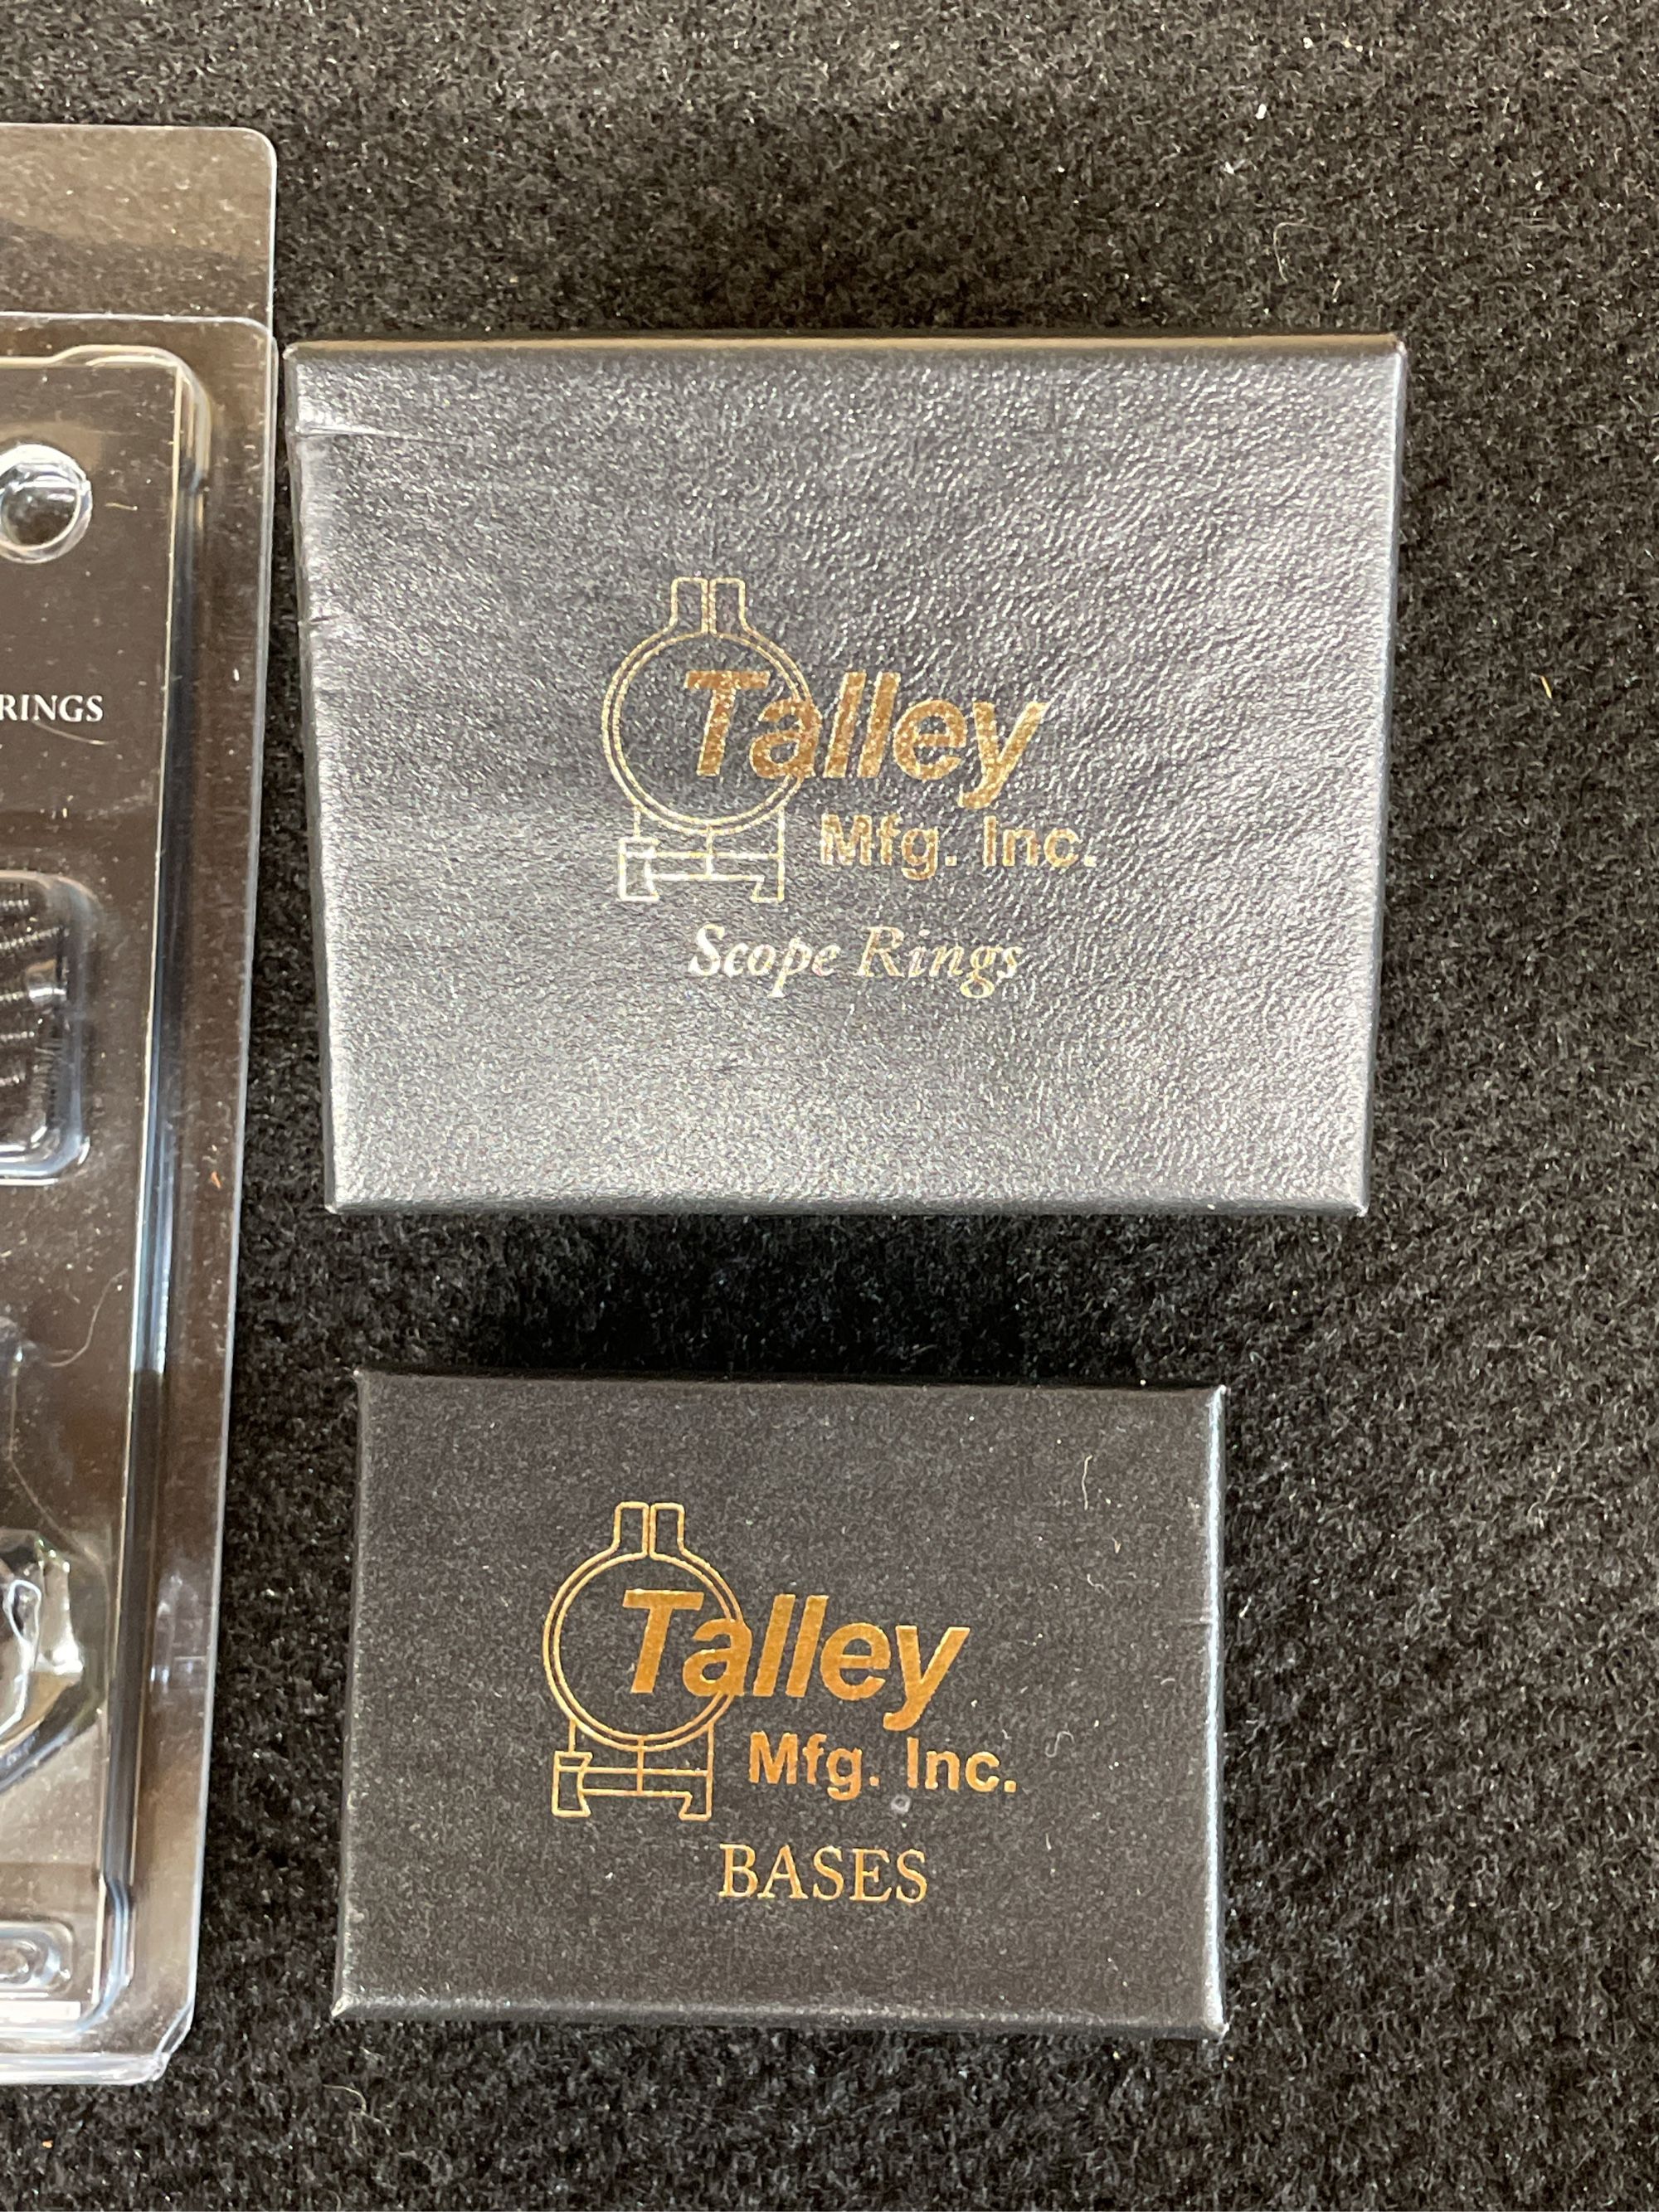 RINGS
Talley
Mfg. Inc.
Scope Rings
Talley
Mfg. Inc.
BASES